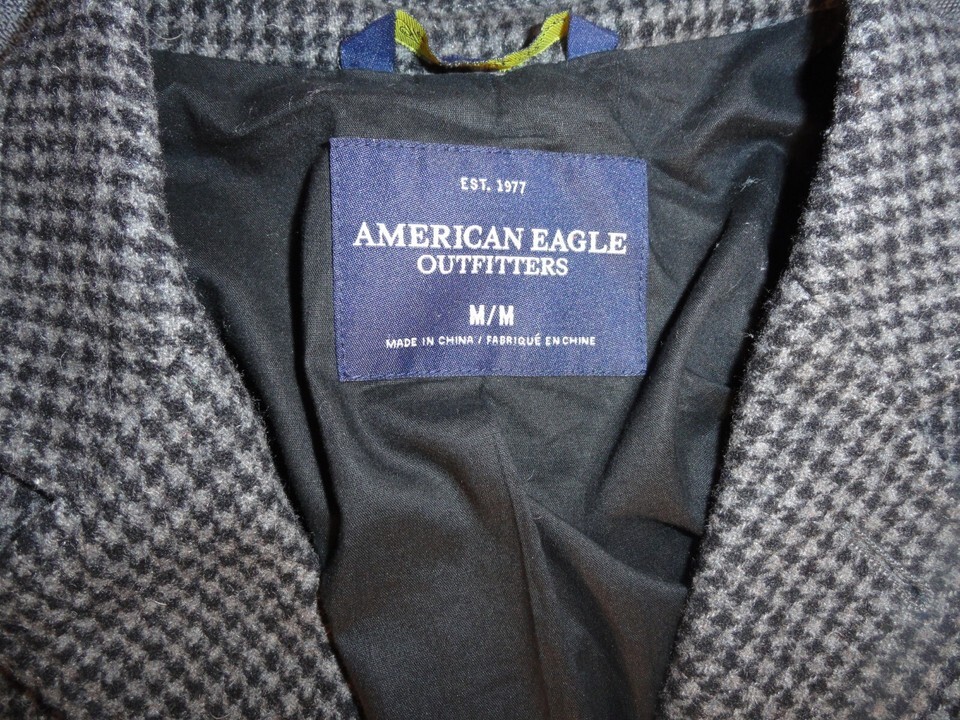 EST. 1977
AMERICAN EAGLE
OUTFITTERS
M/M
MADE IN CHINA / FABRIQUÉ EN CHINE